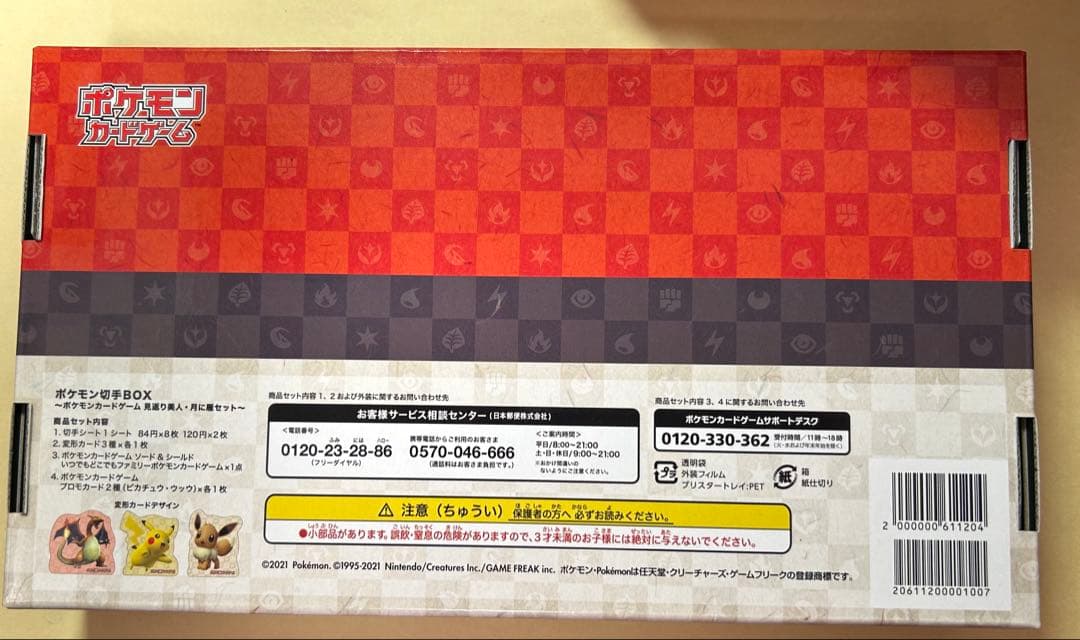 ポケモン
カードゲーム
ポケモン切手BOX
〜ポケモンカードゲーム 見返り美人・月に雁セット〜
商品セット内容
1. 切手シート1シート 84円×8枚 120円×2枚
2. 変形カード3種×各1枚
3. ポケモンカードゲーム ソード&シールド
いつでもどこでもファミリーポケモンカードゲーム×1点
4. ポケモンカードゲーム
プロモカード2種(ピカチュウ・ウッウ)×各1枚
変形カードデザイン
商品セット内容 1、2および外装に関するお問い合わせ先
お客様サービス相談センター(日本郵便株式会社)
<電話番号>
ふみ には ハロー
0120-23-28-86
(フリーダイヤル)
携帯電話からご利用のお客さま
0570-046-666
(通話料はお客さま負担です。)
<ご案内時間>
平日/8:00〜21:00
土・日・休日/9:00〜21:00
※おかけ間違いの
ないようにご注意ください。
商品セット内容 3、4に関するお問い合わせ先
ポケモンカードゲームサポートデスク
0120-330-362 受付時間/11時〜18時
プラ
透明袋
外装フィルム
ブリスタートレイ:PET
紙
箱
紙仕切り
注意(ちゅうい) 保護者の方へ 必ずお読みください。
●小部品があります。誤飲・窒息の危険がありますので、3才未満のお子様には絶対に与えないでください。
©2021 Pokémon. ©1995-2021 Nintendo/Creatures Inc./GAME FREAK inc. ポケモン・Pokémonは任天堂・クリーチャーズ・ゲームフリークの登録商標です。
2 000000 611204
20611200001007